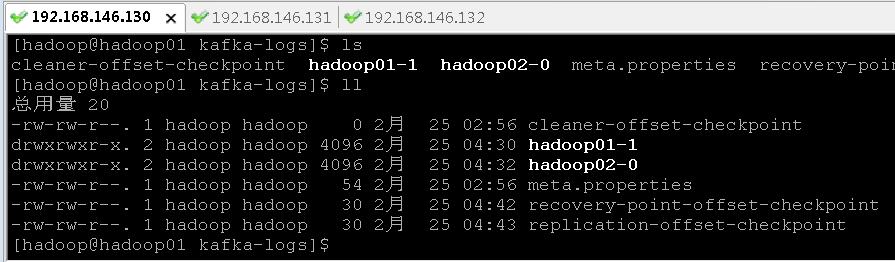 192.168.146.130 192.168.146.131 192.168.146.132
[hadoop@hadoop01 kafka-logs]$ ls
cleaner-offset-checkpoint hadoop01-1 hadoop02-0 meta.properties recovery-poin
[hadoop@hadoop01 kafka-logs]$ ll
总用量 20
-rw-rw-r--. 1 hadoop hadoop 0 2月 25 02:56 cleaner-offset-checkpoint
drwxrwxr-x. 2 hadoop hadoop 4096 2月 25 04:30 hadoop01-1
drwxrwxr-x. 2 hadoop hadoop 4096 2月 25 04:32 hadoop02-0
-rw-rw-r--. 1 hadoop hadoop 54 2月 25 02:56 meta.properties
-rw-rw-r--. 1 hadoop hadoop 30 2月 25 04:42 recovery-point-offset-checkpoint
-rw-rw-r--. 1 hadoop hadoop 30 2月 25 04:43 replication-offset-checkpoint
[hadoop@hadoop01 kafka-logs]$